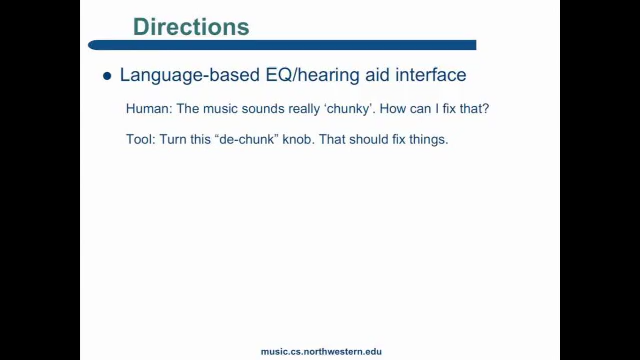 Directions
Language-based EQ/hearing aid interface
Human: The music sounds really ‘chunky’. How can I fix that?
Tool: Turn this “de-chunk” knob. That should fix things.
music.cs.northwestern.edu